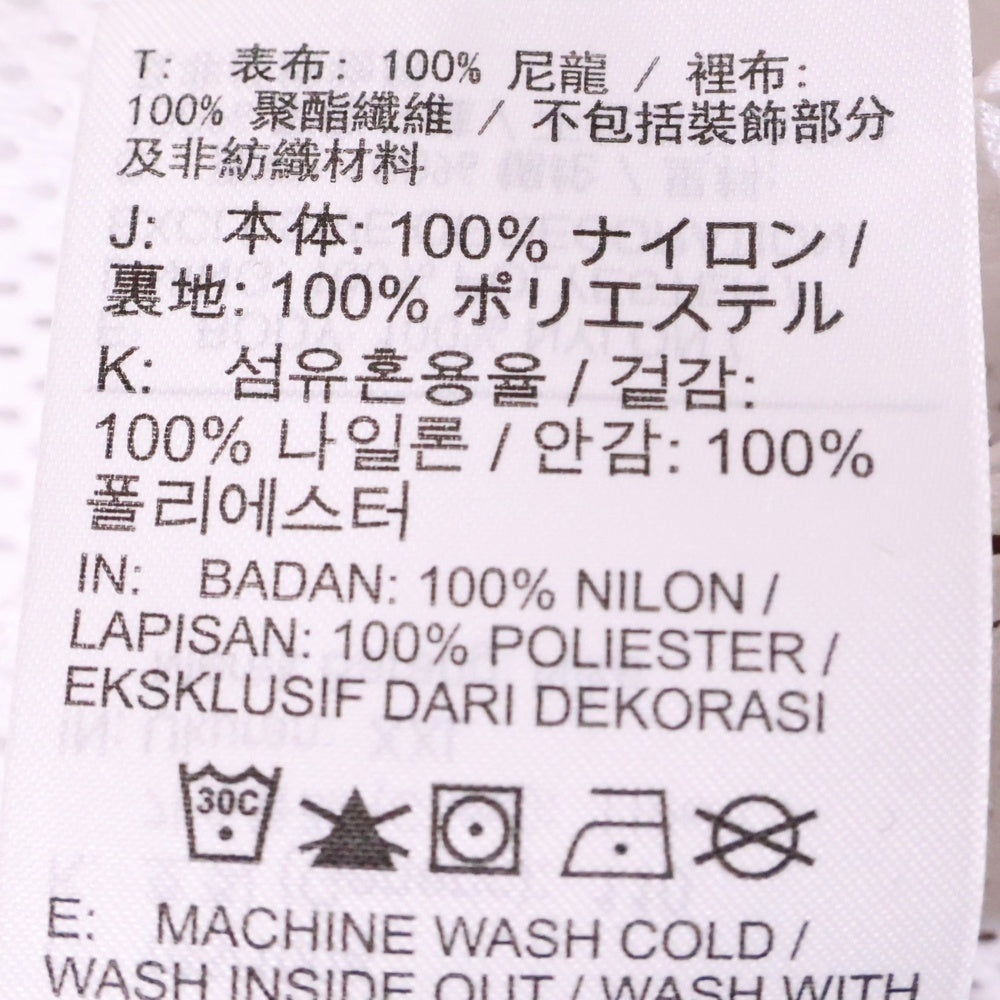 T: 表布: 100% 尼龍 / 裡布:
100% 聚酯纖維 / 不包括裝飾部分
及非紡織材料
J: 本体: 100% ナイロン /
裏地: 100% ポリエステル
K: 섬유혼용율 / 겉감:
100% 나일론 / 안감: 100%
폴리에스터
IN: BADAN: 100% NILON /
LAPISAN: 100% POLIESTER /
EKSKLUSIF DARI DEKORASI
30C
E: MACHINE WASH COLD /
WASH INSIDE OUT / WASH WITH